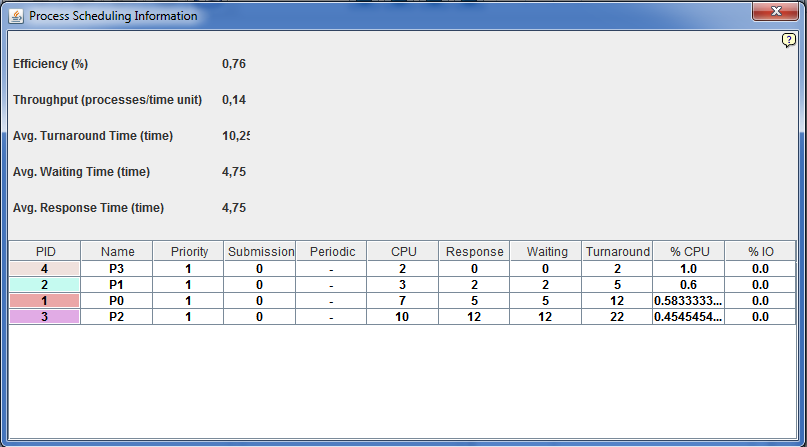 Process Scheduling Information
?
Efficiency (%) 0,76
Throughput (processes/time unit) 0,14
Avg. Turnaround Time (time) 10,25
Avg. Waiting Time (time) 4,75
Avg. Response Time (time) 4,75
PID Name Priority Submission Periodic CPU Response Waiting Turnaround % CPU % IO
4 P3 1 0 - 2 0 0 2 1.0 0.0
2 P1 1 0 - 3 2 2 5 0.6 0.0
1 P0 1 0 - 7 5 5 12 0.5833333... 0.0
3 P2 1 0 - 10 12 12 22 0.4545454... 0.0